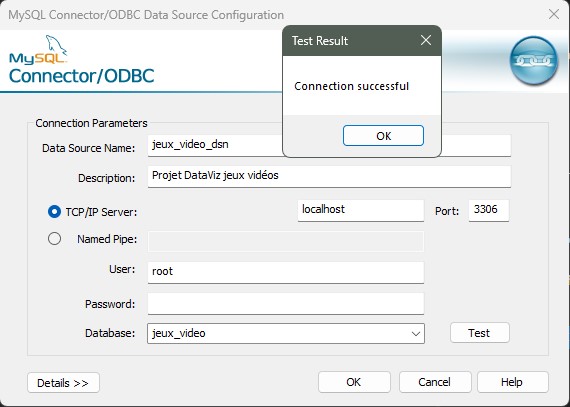 MySQL Connector/ODBC Data Source Configuration
Test Result
Connection successful
OK
MySQL
Connector/ODBC
Connection Parameters
Data Source Name: jeux_video_dsn
Description: Projet DataViz jeux vidéos
TCP/IP Server: localhost Port: 3306
Named Pipe:
User: root
Password:
Database: jeux_video Test
Details >> OK Cancel Help